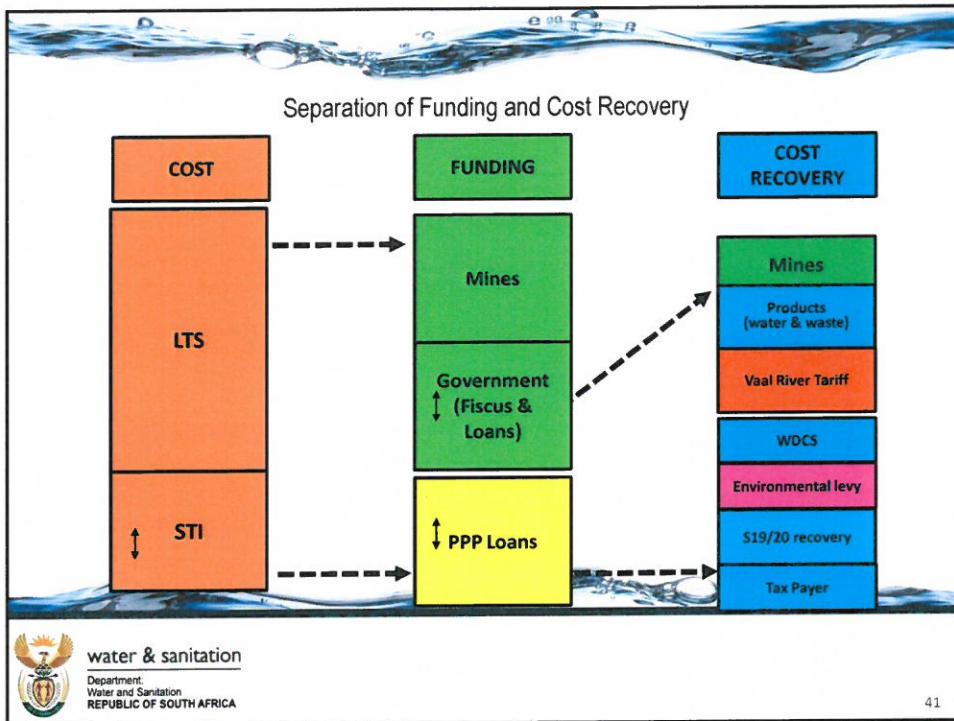 Separation of Funding and Cost Recovery
COST
LTS
STI
FUNDING
Mines
Government
(Fiscus &
Loans)
PPP Loans
COST
RECOVERY
Mines
Products
(water & waste)
Vaal River Tariff
WDCS
Environmental levy
S19/20 recovery
Tax Payer
water & sanitation
Department:
Water and Sanitation
REPUBLIC OF SOUTH AFRICA
41